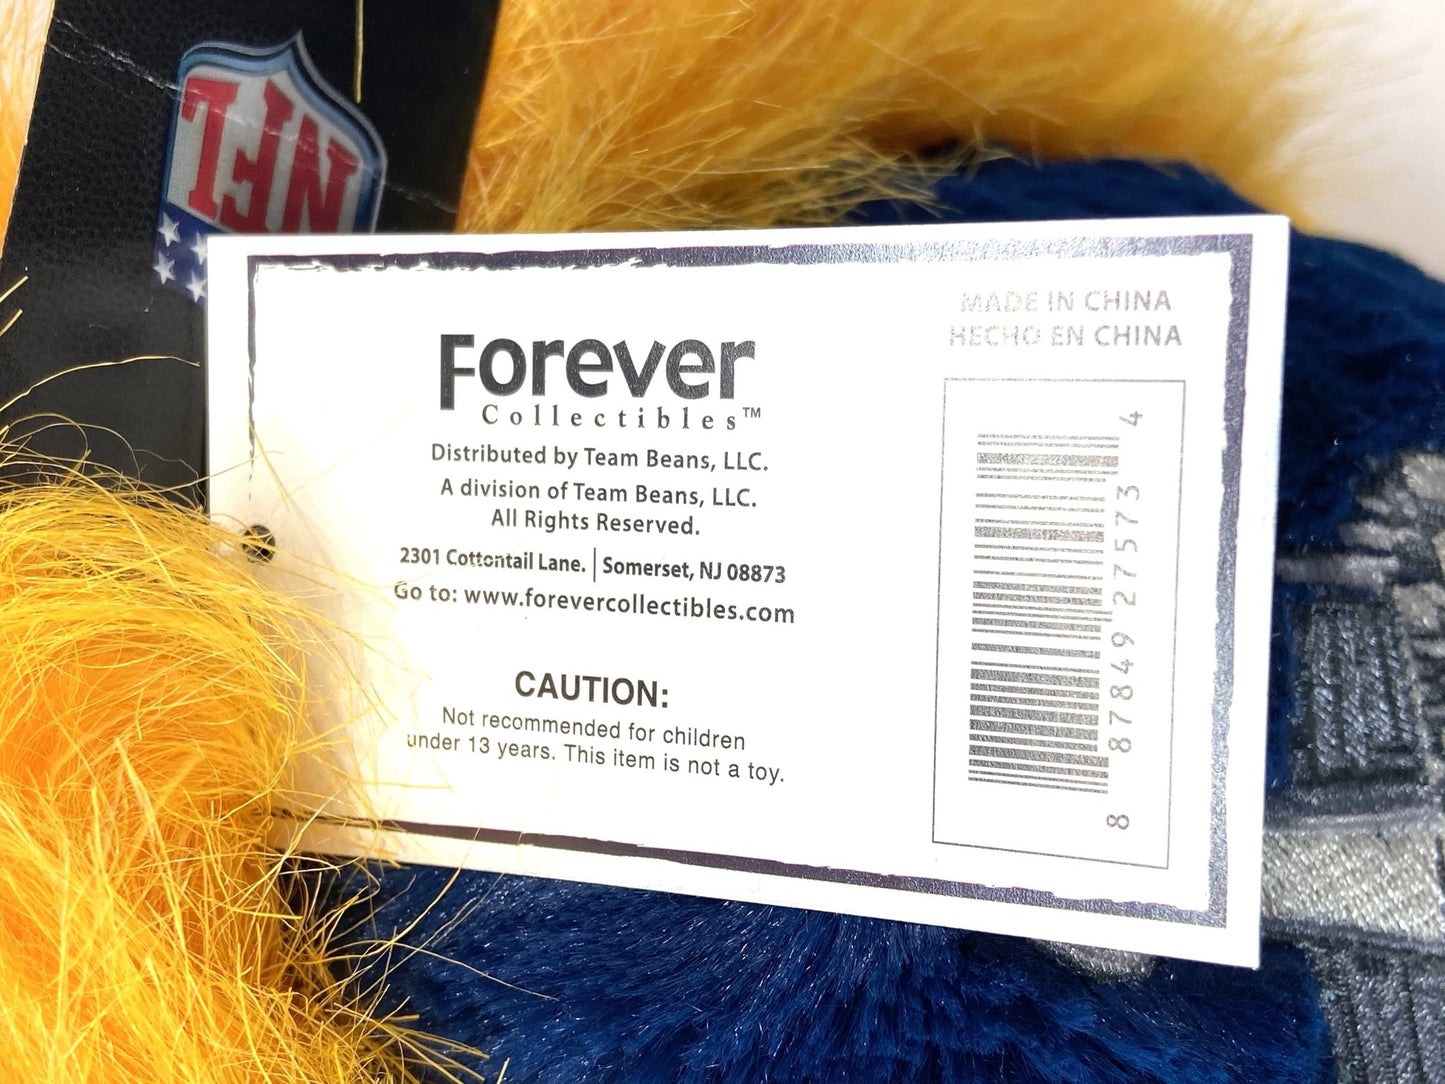 NFL
Forever
Collectibles™
Distributed by Team Beans, LLC.
A division of Team Beans, LLC.
All Rights Reserved.
2301 Cottontail Lane. | Somerset, NJ 08873
Go to: www.forevercollectibles.com
CAUTION:
Not recommended for children
under 13 years. This item is not a toy.
MADE IN CHINA
HECHO EN CHINA
8 87849 27573 4